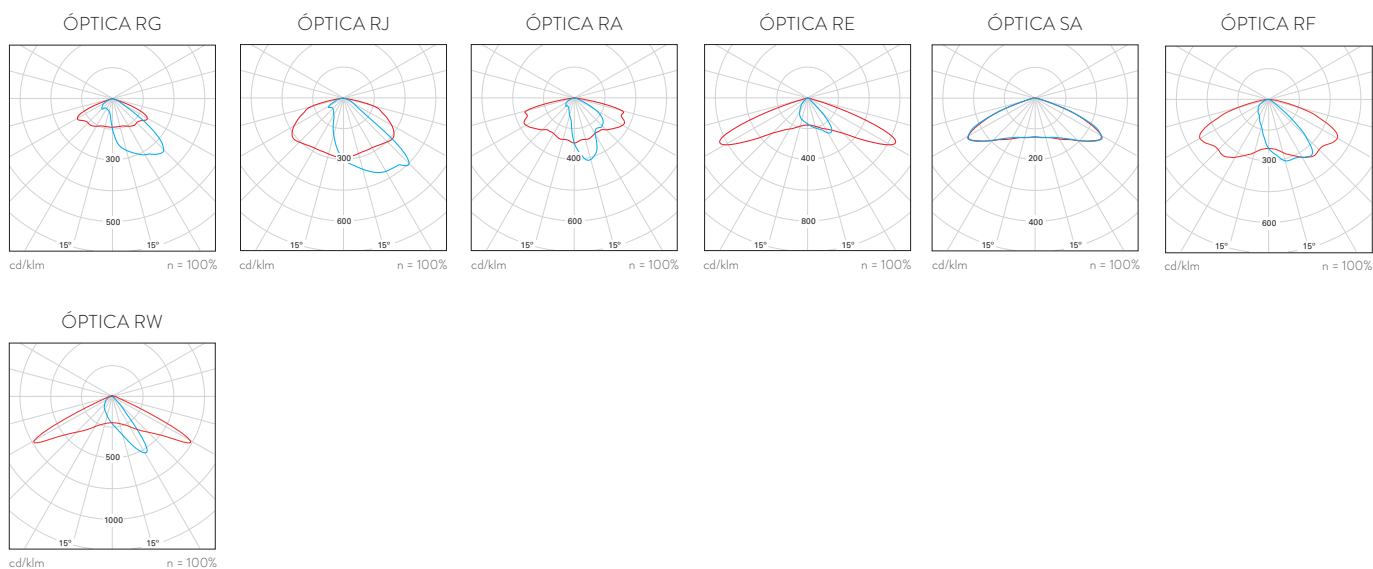 ÓPTICA RG
300
500
15° 15°
cd/klm n = 100%
ÓPTICA RJ
300
600
15° 15°
cd/klm n = 100%
ÓPTICA RA
400
600
15° 15°
cd/klm n = 100%
ÓPTICA RE
400
800
15° 15°
cd/klm n = 100%
ÓPTICA SA
200
400
15° 15°
cd/klm n = 100%
ÓPTICA RF
300
600
15° 15°
cd/klm n = 100%
ÓPTICA RW
500
1000
15° 15°
cd/klm n = 100%